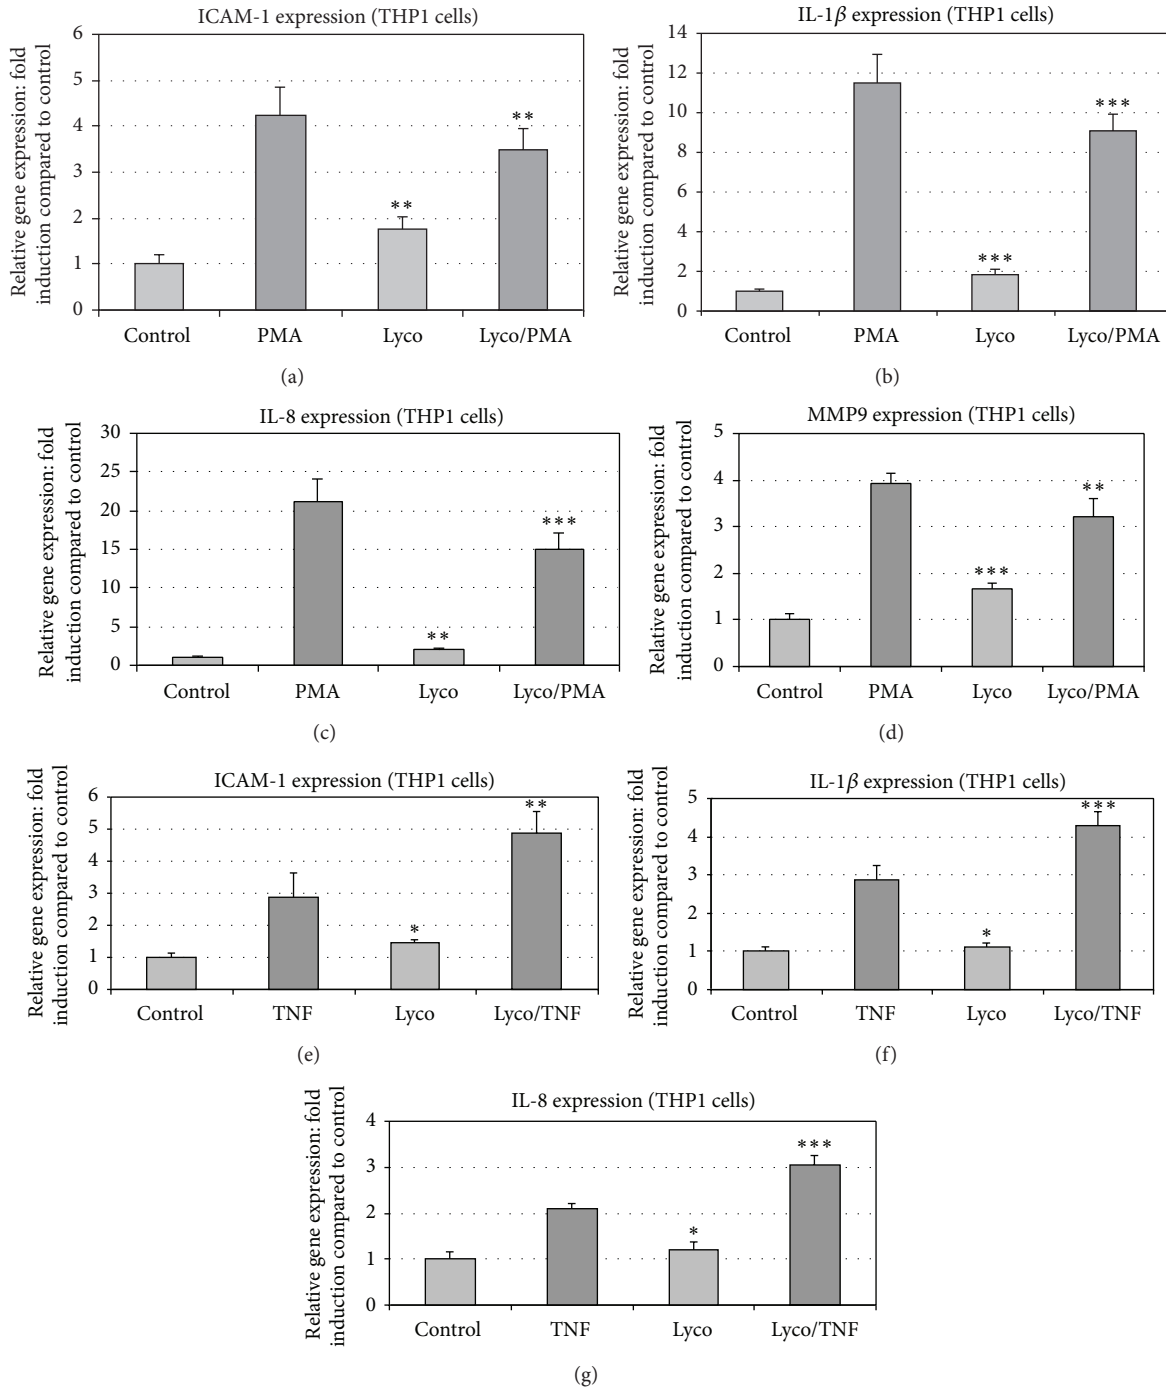 ICAM-1 expression (THP1 cells)
Relative gene expression: fold
induction compared to control
6
5
4
3
2
1
0
**
**
Control PMA Lyco Lyco/PMA
(a)
IL-1β expression (THP1 cells)
Relative gene expression: fold
induction compared to control
14
12
10
8
6
4
2
0
***
***
Control PMA Lyco Lyco/PMA
(b)
IL-8 expression (THP1 cells)
Relative gene expression: fold
induction compared to control
30
25
20
15
10
5
0
***
**
Control PMA Lyco Lyco/PMA
(c)
MMP9 expression (THP1 cells)
Relative gene expression: fold
induction compared to control
5
4
3
2
1
0
**
***
Control PMA Lyco Lyco/PMA
(d)
ICAM-1 expression (THP1 cells)
Relative gene expression: fold
induction compared to control
6
5
4
3
2
1
0
**
*
Control TNF Lyco Lyco/TNF
(e)
IL-1β expression (THP1 cells)
Relative gene expression: fold
induction compared to control
5
4
3
2
1
0
***
*
Control TNF Lyco Lyco/TNF
(f)
IL-8 expression (THP1 cells)
Relative gene expression: fold
induction compared to control
4
3
2
1
0
***
*
Control TNF Lyco Lyco/TNF
(g)